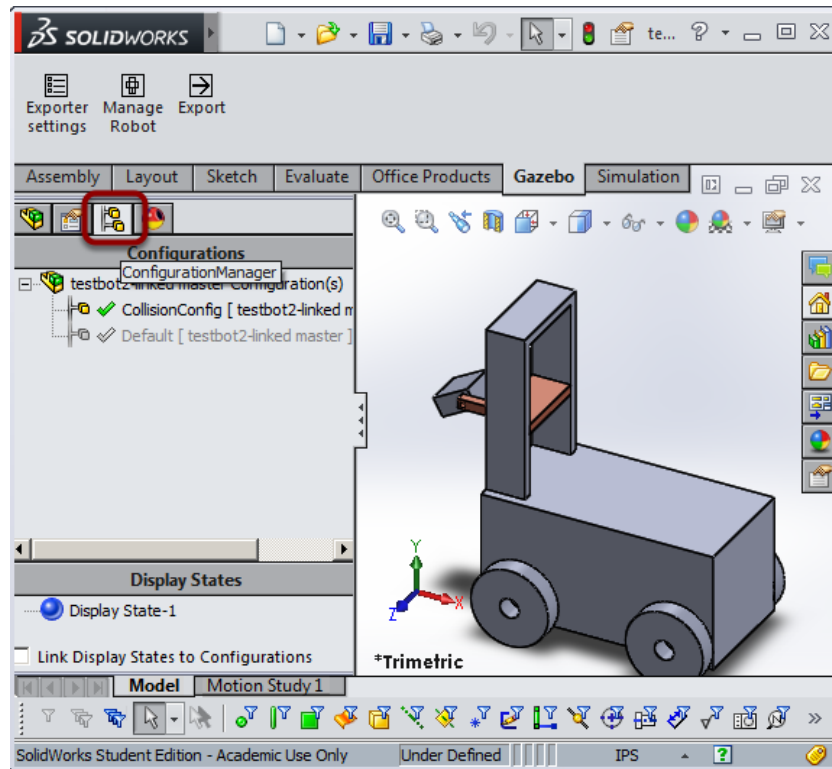 SOLIDWORKS
te...
Exporter settings
Manage Robot
Export
Assembly Layout Sketch Evaluate Office Products Gazebo Simulation
Configurations
ConfigurationManager
testbot2-linked master Configuration(s)
CollisionConfig [ testbot2-linked m
Default [ testbot2-linked master ]
Display States
Display State-1
Link Display States to Configurations
Y
X
Z
*Trimetric
Model Motion Study 1
SolidWorks Student Edition - Academic Use Only Under Defined IPS